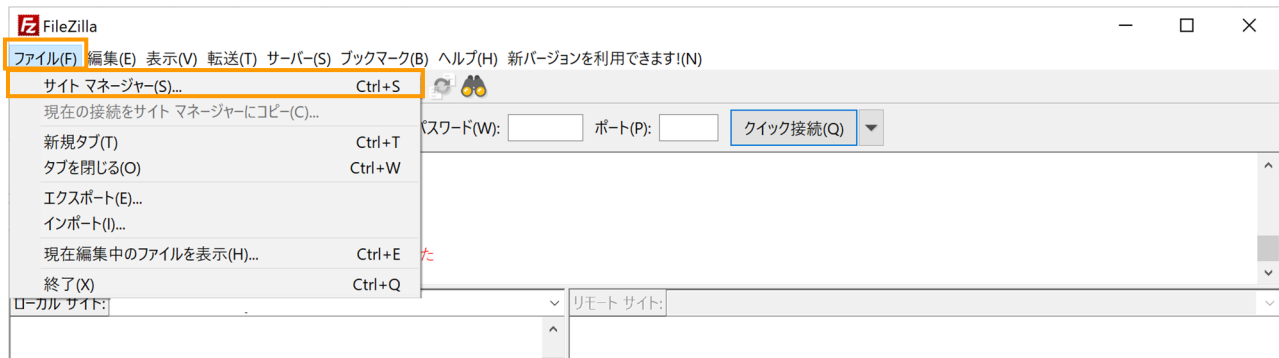 FileZilla
ファイル(F) 編集(E) 表示(V) 転送(T) サーバー(S) ブックマーク(B) ヘルプ(H) 新バージョンを利用できます!(N)
サイト マネージャー(S)... Ctrl+S
現在の接続をサイト マネージャーにコピー(C)...
パスワード(W): ポート(P): クイック接続(Q)
新規タブ(T) Ctrl+T
タブを閉じる(O) Ctrl+W
エクスポート(E)...
インポート(I)...
現在編集中のファイルを表示(H)... Ctrl+E
た
終了(X) Ctrl+Q
ローカル サイト: リモート サイト: